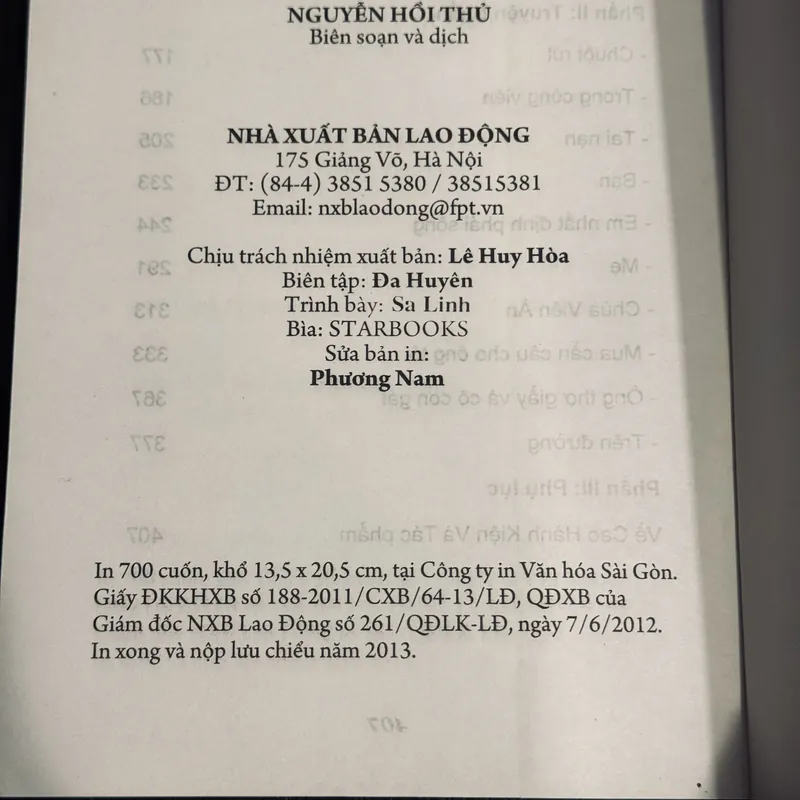 NGUYỄN HỒI THỦ
Biên soạn và dịch
NHÀ XUẤT BẢN LAO ĐỘNG
175 Giảng Võ, Hà Nội
ĐT: (84-4) 3851 5380 / 38515381
Email: nxblaodong@fpt.vn
Chịu trách nhiệm xuất bản: Lê Huy Hòa
Biên tập: Đa Huyên
Trình bày: Sa Linh
Bìa: STARBOOKS
Sửa bản in:
Phương Nam
In 700 cuốn, khổ 13,5 x 20,5 cm, tại Công ty in Văn hóa Sài Gòn.
Giấy ĐKKHXB số 188-2011/CXB/64-13/LĐ, QĐXB của
Giám đốc NXB Lao Động số 261/QĐLK-LĐ, ngày 7/6/2012.
In xong và nộp lưu chiểu năm 2013.